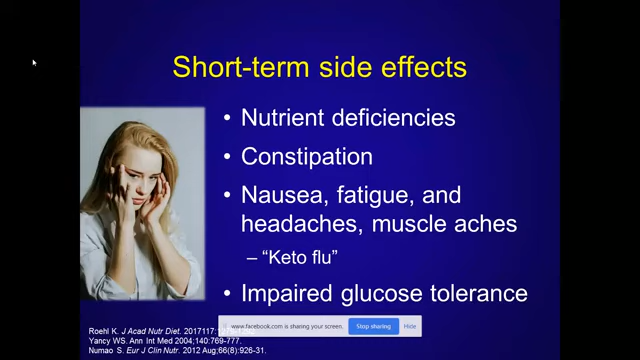 Short-term side effects
• Nutrient deficiencies
• Constipation
• Nausea, fatigue, and
headaches, muscle aches
– “Keto flu”
• Impaired glucose tolerance
www.facebook.com is sharing your screen.
Stop sharing
Hide
Roehl K. J Acad Nutr Diet. 2017117:
Yancy WS. Ann Int Med 2004;140:769-777.
Numao S. Eur J Clin Nutr. 2012 Aug;66(8):926-31.